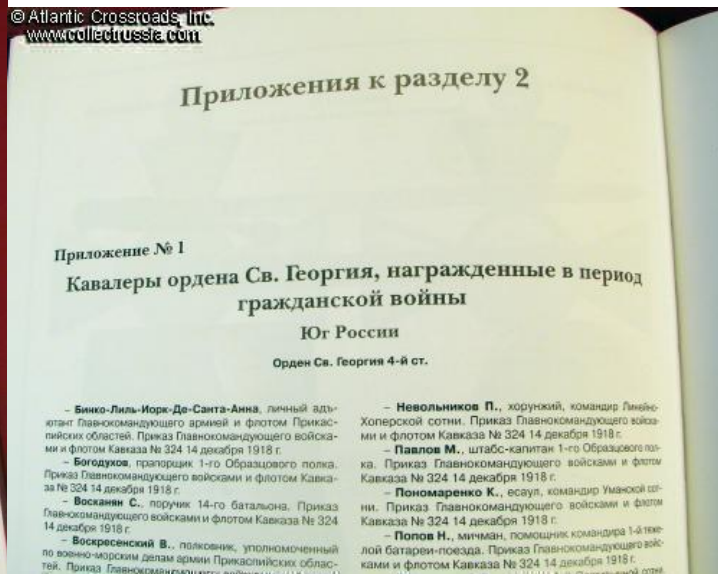 © Atlantic Crossroads, Inc.
www.collectrussia.com
Приложения к разделу 2
Приложение № 1
Кавалеры ордена Св. Георгия, награжденные в период
гражданской войны
Юг России
Орден Св. Георгия 4-й ст.
– Бинко-Лиль-Иорк-Де-Санта-Анна, личный адъ-
ютант Главнокомандующего армией и флотом Прикас-
пийских областей. Приказ Главнокомандующего войска-
ми и флотом Кавказа № 324 14 декабря 1918 г.
– Богодухов, прапорщик 1-го Образцового полка.
Приказ Главнокомандующего войсками и флотом Кавка-
за № 324 14 декабря 1918 г.
– Восканян С., поручик 14-го батальона. Приказ
Главнокомандующего войсками и флотом Кавказа № 324
14 декабря 1918 г.
– Воскресенский В., полковник, уполномоченный
по военно-морским делам армии Прикаспийских облас-
тей. Приказ Главнокомандующего
– Невольников П., хорунжий, командир Линейно-
Хоперской сотни. Приказ Главнокомандующего войска-
ми и флотом Кавказа № 324 14 декабря 1918 г.
– Павлов М., штабс-капитан 1-го Образцового пол-
ка. Приказ Главнокомандующего войсками и флотом
Кавказа № 324 14 декабря 1918 г.
– Пономаренко К., есаул, командир Уманской сот-
ни. Приказ Главнокомандующего войсками и флотом
Кавказа № 324 14 декабря 1918 г.
– Попов Н., мичман, помощник командира 1-й тяже-
лой батареи-поезда. Приказ Главнокомандующего войс-
ками и флотом Кавказа № 324 14 декабря 1918 г.